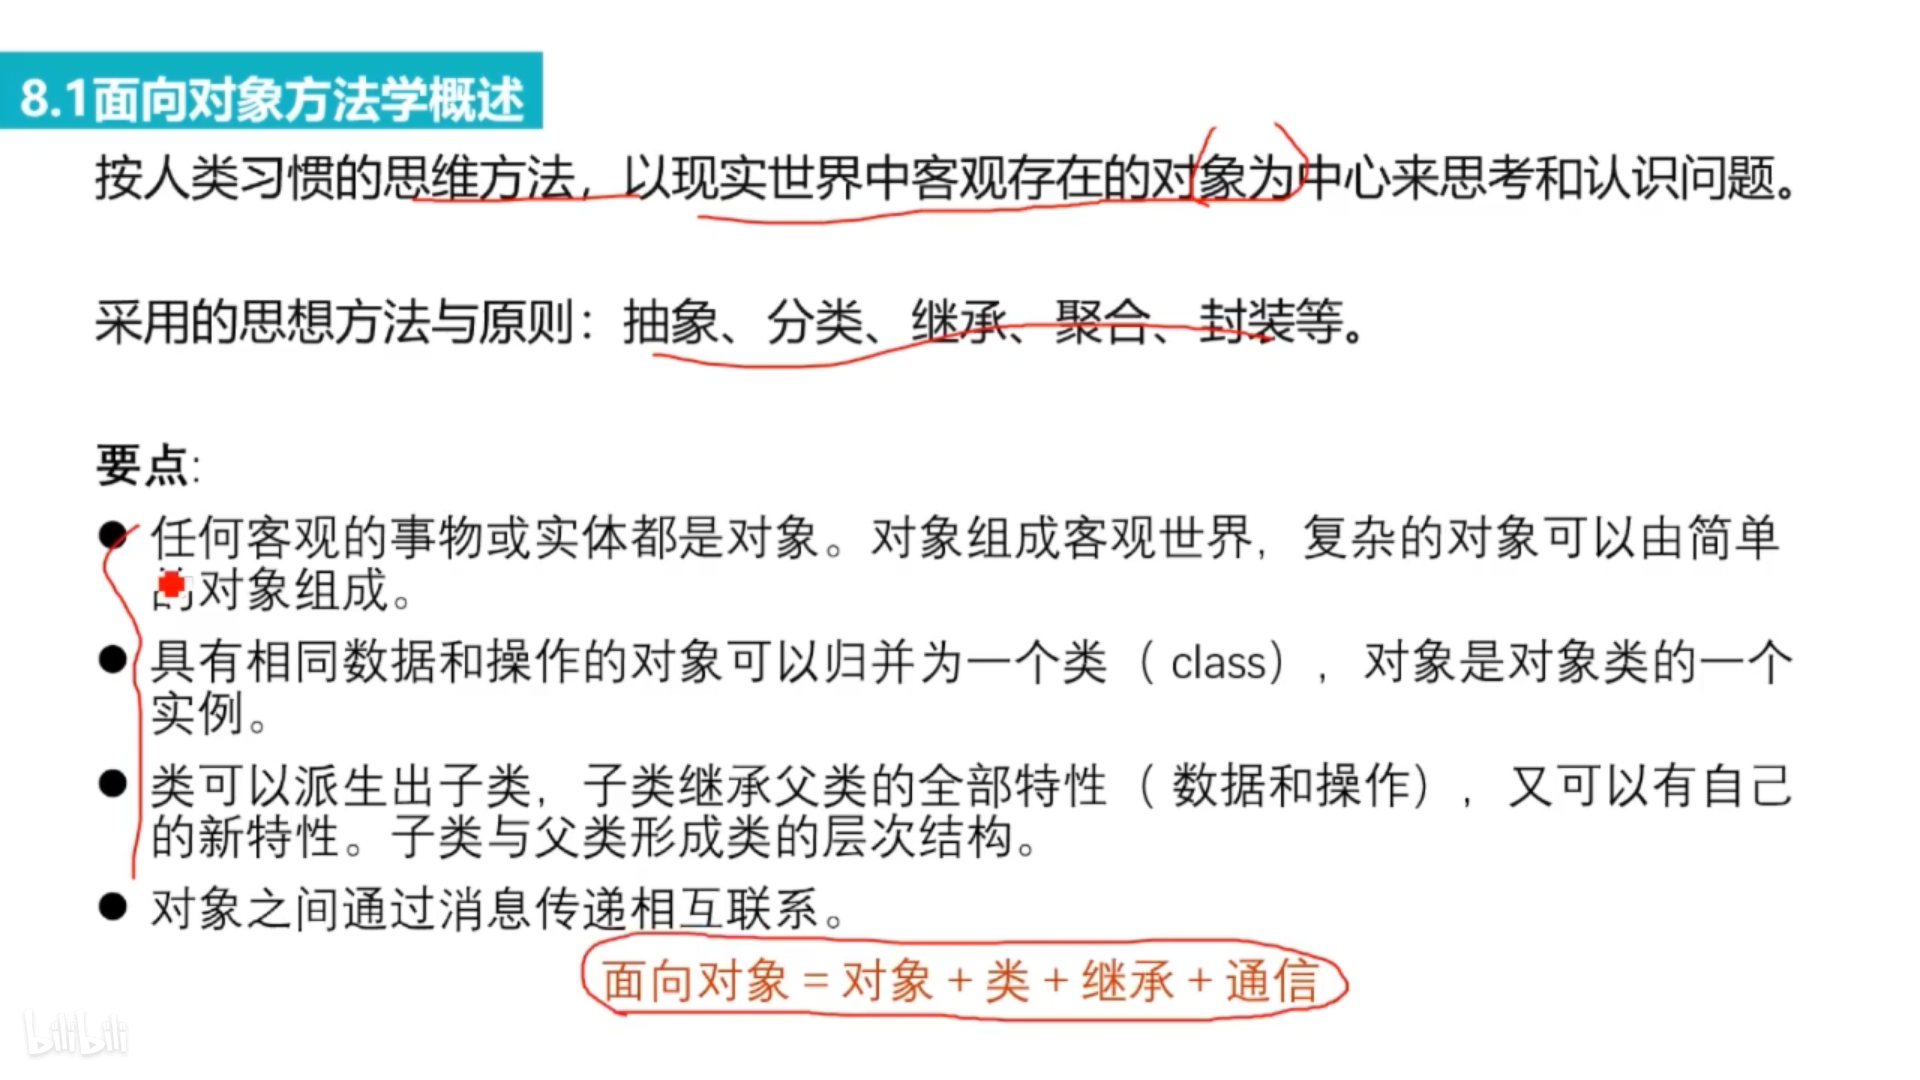 8.1面向对象方法学概述
按人类习惯的思维方法，以现实世界中客观存在的对象为中心来思考和认识问题。
采用的思想方法与原则：抽象、分类、继承、聚合、封装等。
要点:
● 任何客观的事物或实体都是对象。对象组成客观世界，复杂的对象可以由简单
的对象组成。
● 具有相同数据和操作的对象可以归并为一个类（ class），对象是对象类的一个
实例。
● 类可以派生出子类，子类继承父类的全部特性（ 数据和操作），又可以有自己
的新特性。子类与父类形成类的层次结构。
● 对象之间通过消息传递相互联系。
面向对象 = 对象 + 类 + 继承 + 通信
bilibili